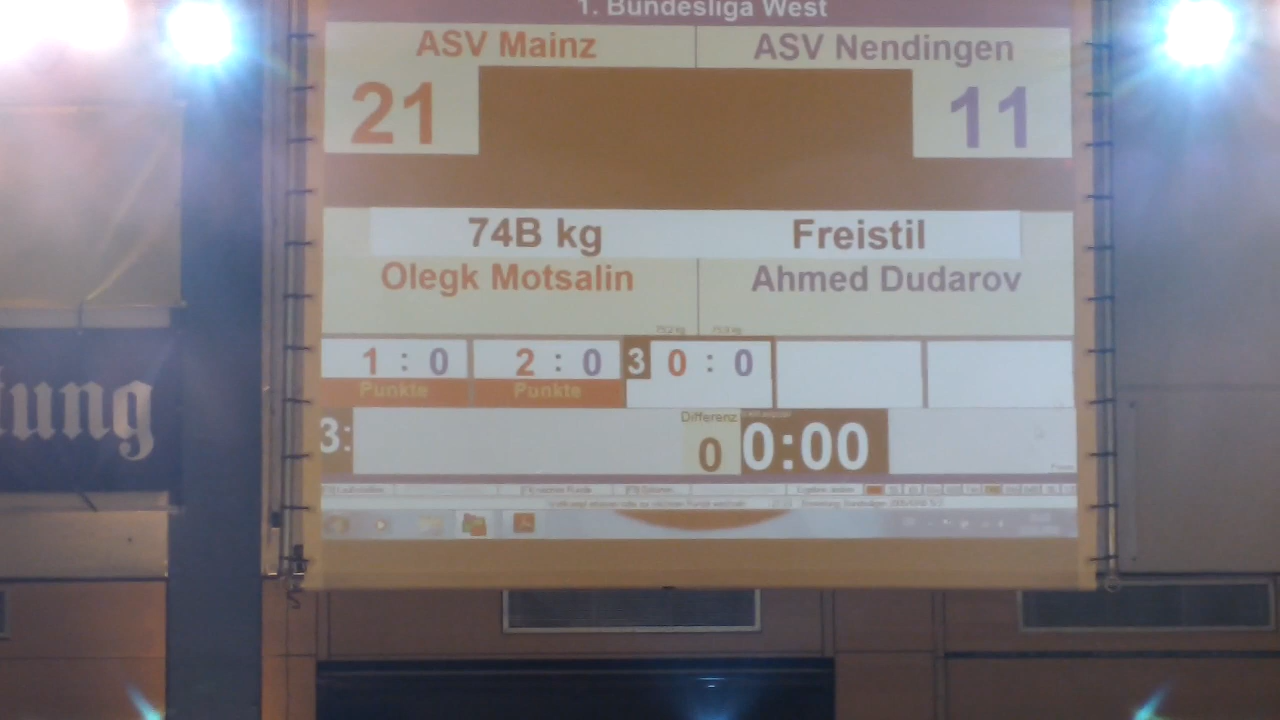 1. Bundesliga West
ASV Mainz ASV Nendingen
21 11
74B kg Freistil
Olegk Motsalin Ahmed Dudarov
1 : 0 2 : 0 3 0 : 0
Punkte Punkte
tung
Differenz
3: 0 0:00